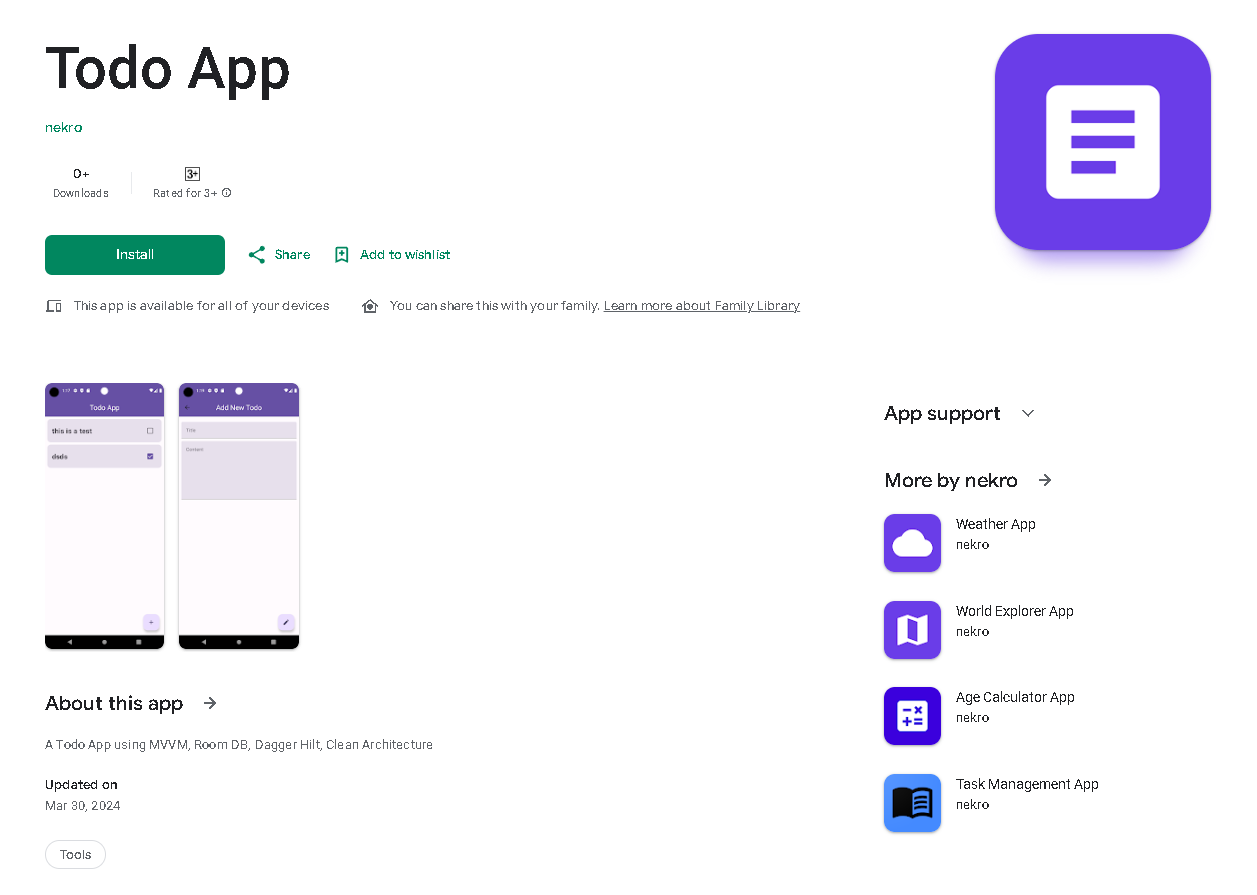 Todo App
nekro
0+
Downloads
3+
Rated for 3+
Install
Share
Add to wishlist
This app is available for all of your devices
You can share this with your family. Learn more about Family Library
Todo App
this is a test
dsds
Add New Todo
Title
Content
App support
More by nekro
Weather App
nekro
World Explorer App
nekro
Age Calculator App
nekro
Task Management App
nekro
About this app
A Todo App using MVVM, Room DB, Dagger Hilt, Clean Architecture
Updated on
Mar 30, 2024
Tools